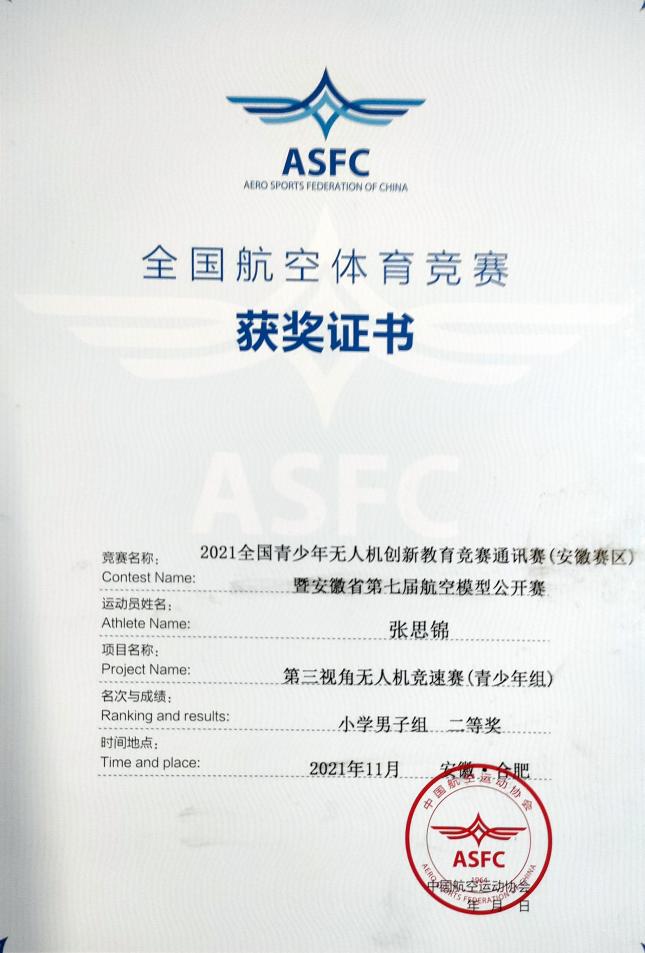 ASFC
AERO SPORTS FEDERATION OF CHINA
全国航空体育竞赛
获奖证书
ASFC
竞赛名称: 2021全国青少年无人机创新教育竞赛通讯赛(安徽赛区)
Contest Name: 暨安徽省第七届航空模型公开赛
运动员姓名:
Athlete Name: 张思锦
项目名称:
Project Name: 第三视角无人机竞速赛(青少年组)
名次与成绩:
Ranking and results: 小学男子组 二等奖
时间地点:
Time and place: 2021年11月 安徽·合肥
中国航空运动协会
ASFC
1964
AERO SPORTS FEDERATION OF CHINA
中国航空运动协会
年 月 日